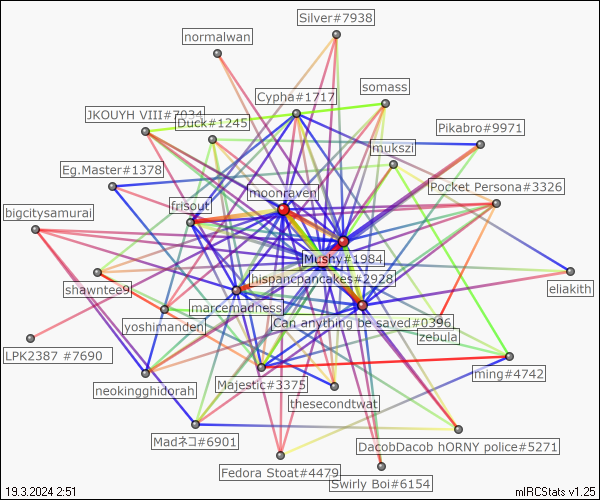 Silver#7938
normalwan
Cypha#1717
somass
JKOUYH VIII#7034
Duck#1245
Pikabro#9971
mukszi
Eg.Master#1378
moonraven
Pocket Persona#3326
bigcitysamurai
frisout
Mushy#1984
hispancpancakes#2928
shawntee9
eliakith
marcemadness
yoshimanden
Can anything be saved#0396
zebula
LPK2387 #7690
ming#4742
neokingghidorah
Majestic#3375
thesecondtwat
Madネコ#6901
DacobDacob hORNY police#5271
Fedora Stoat#4479
Swirly Boi#6154
19.3.2024 2:51
mIRCStats v1.25